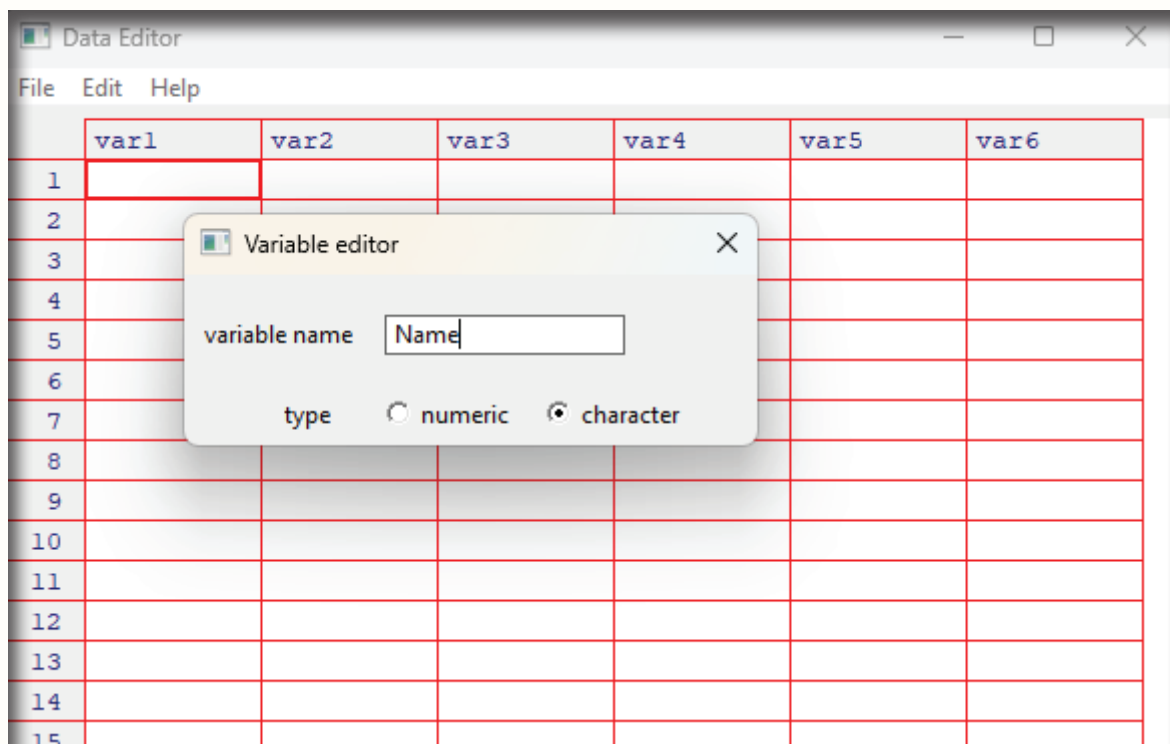 Data Editor
File Edit Help
var1 var2 var3 var4 var5 var6
1
2
Variable editor
3
4
variable name Name
5
6
type numeric character
7
8
9
10
11
12
13
14
15